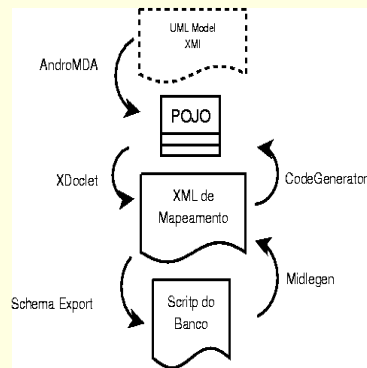 UML Model
XMI
AndroMDA
POJO
XDoclet
CodeGenerator
XML de
Mapeamento
Schema Export
Midlegen
Scritp do
Banco